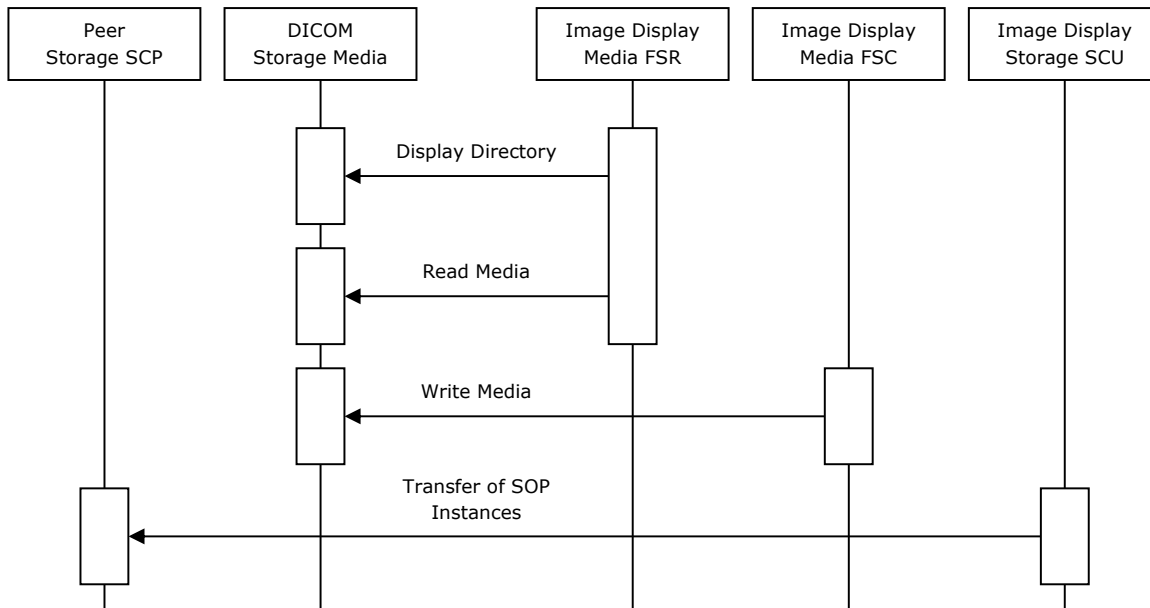 Peer
Storage SCP
DICOM
Storage Media
Image Display
Media FSR
Image Display
Media FSC
Image Display
Storage SCU
Display Directory
Read Media
Write Media
Transfer of SOP
Instances